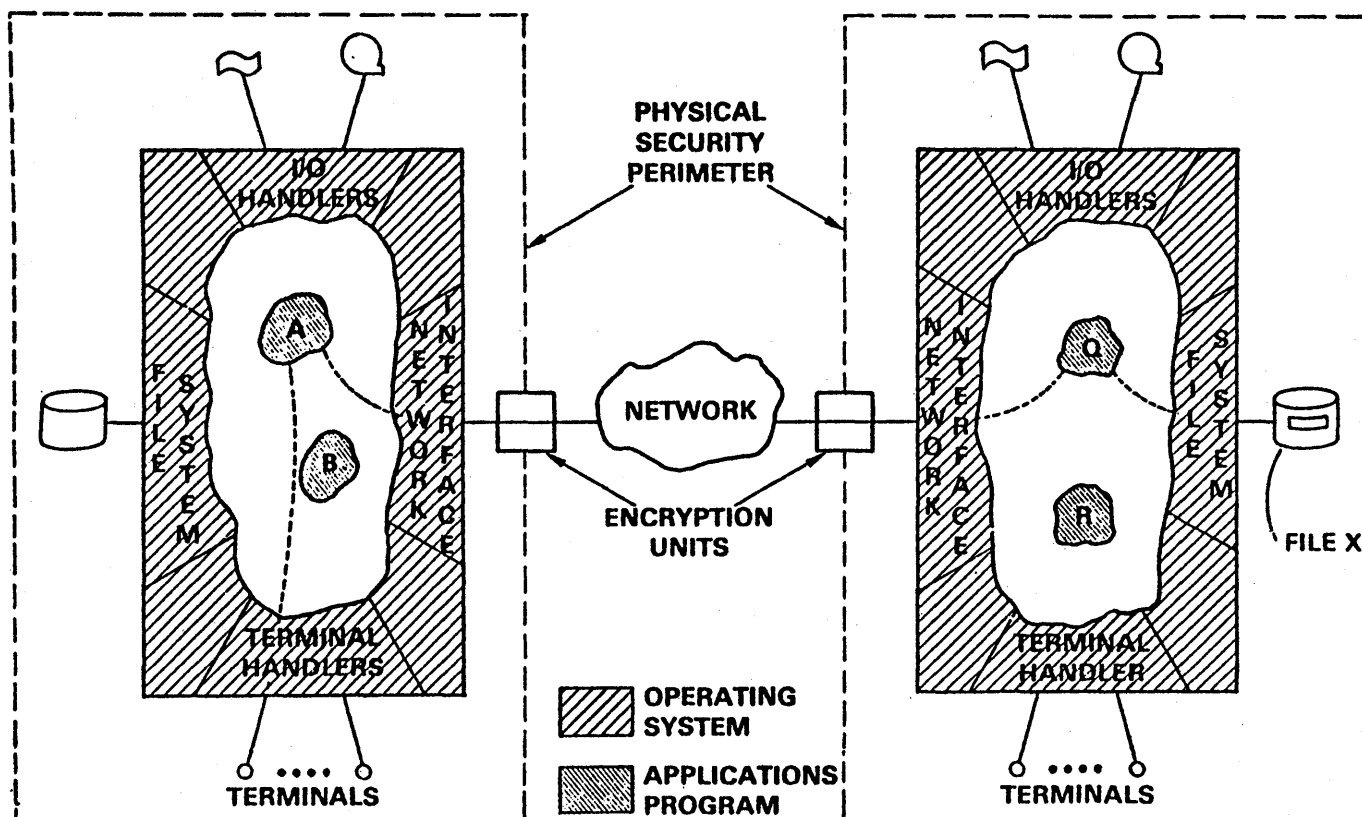 PHYSICAL
SECURITY
PERIMETER
I/O
HANDLERS
A
B
FILE
SYSTEM
NETWORK
INTERFACE
TERMINAL
HANDLERS
TERMINALS
NETWORK
ENCRYPTION
UNITS
OPERATING
SYSTEM
APPLICATIONS
PROGRAM
I/O
HANDLERS
NETWORK
INTERFACE
Q
R
FILE
SYSTEM
TERMINAL
HANDLER
TERMINALS
FILE X